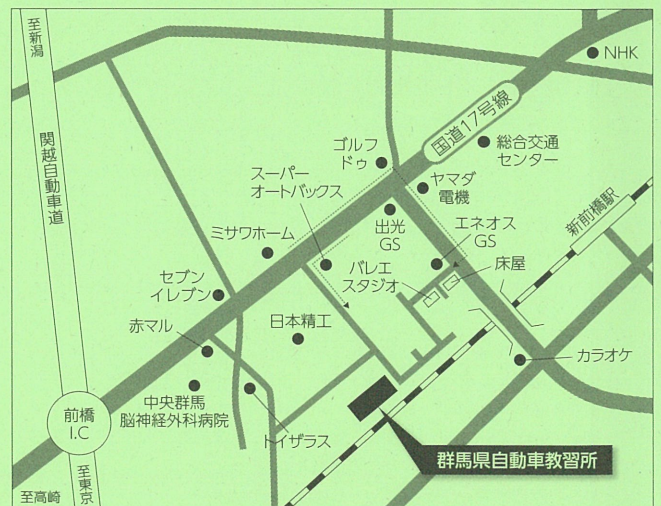 至新潟
関越自動車道
NHK
国道17号線
総合交通
センター
ゴルフ
ドゥ
ヤマダ
電機
スーパー
オートバックス
新前橋駅
出光
GS
エネオス
GS
ミサワホーム
バレエ
スタジオ
床屋
セブン
イレブン
赤マル
日本精工
カラオケ
中央群馬
脳神経外科病院
前橋
I.C
トイザラス
群馬県自動車教習所
至高崎
至東京